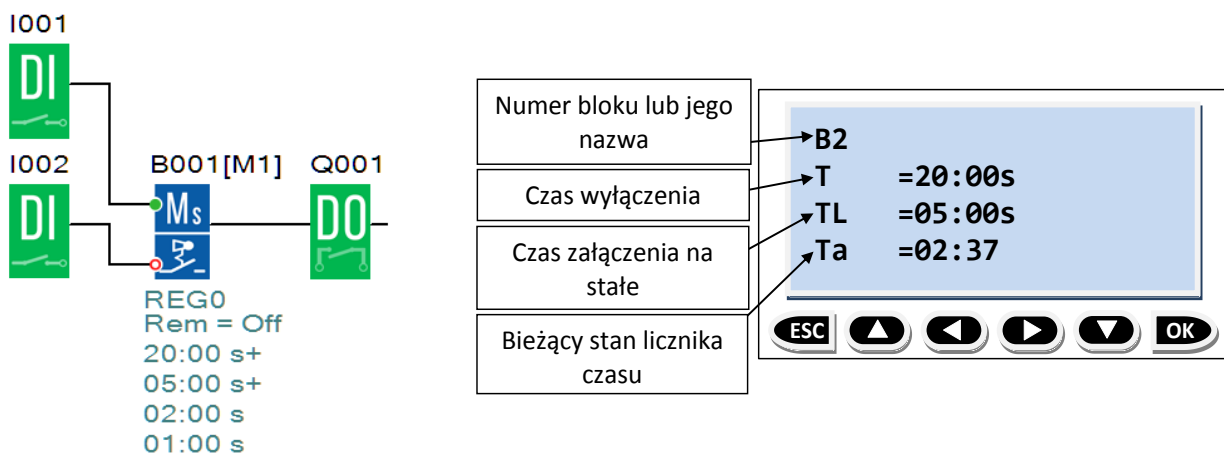 I001
DI
I002
DI
B001[M1]
Ms
Q001
DO
REG0
Rem = Off
20:00 s+
05:00 s+
02:00 s
01:00 s
Numer bloku lub jego
nazwa
Czas wyłączenia
Czas załączenia na
stałe
Bieżący stan licznika
czasu
B2
T =20:00s
TL =05:00s
Ta =02:37
ESC
OK